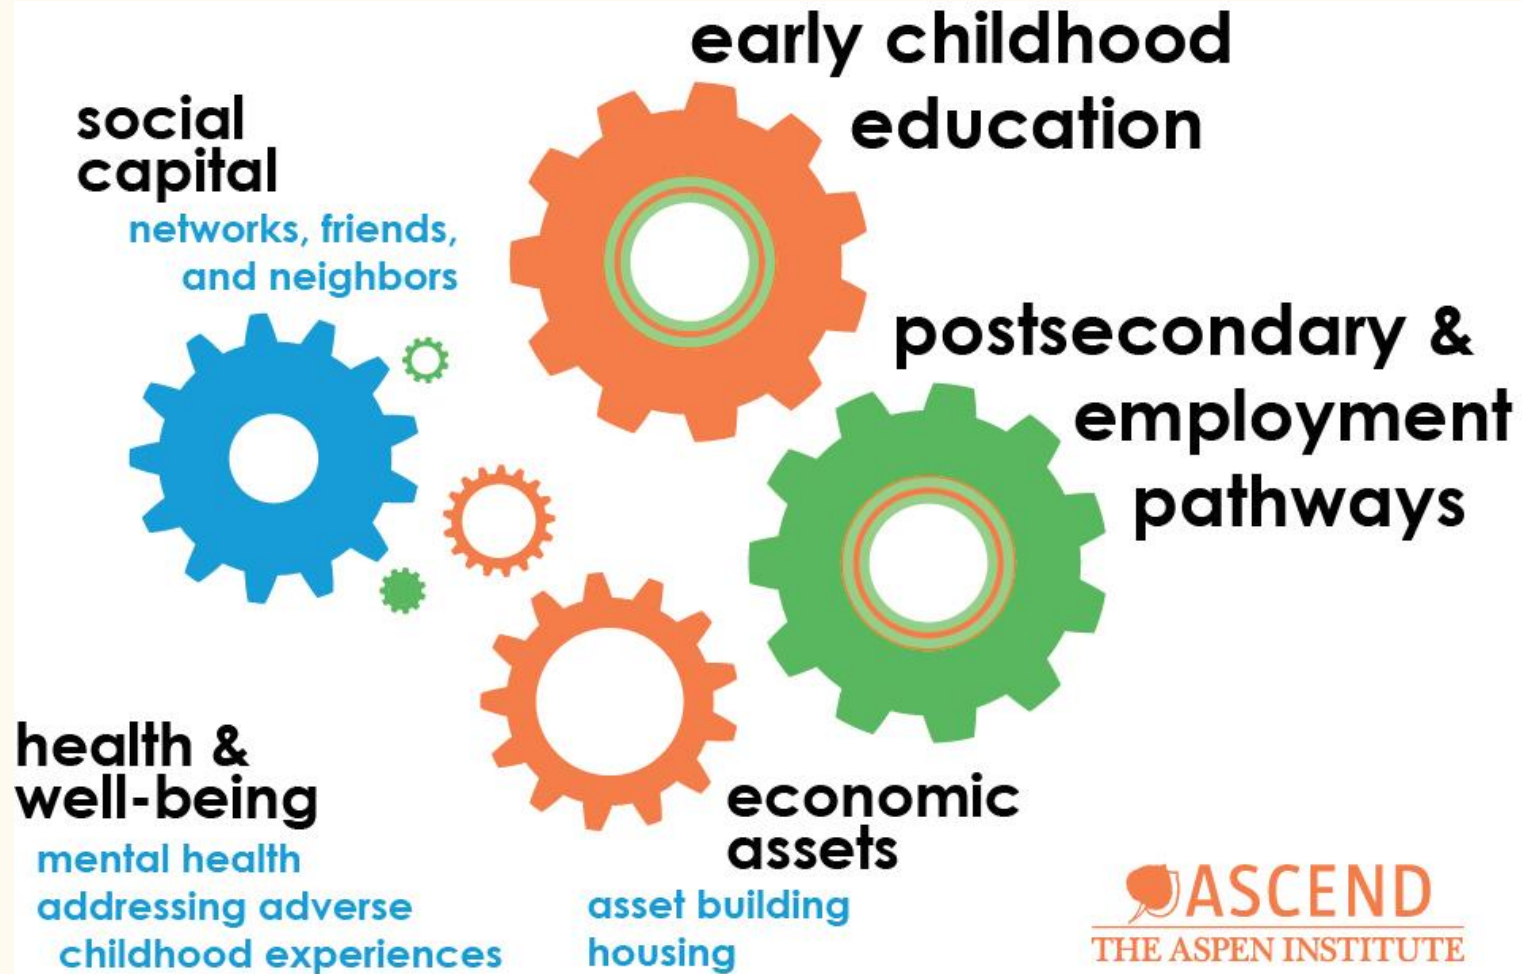 early childhood
education
social
capital
networks, friends,
and neighbors
postsecondary &
employment
pathways
health &
well-being
mental health
addressing adverse
childhood experiences
economic
assets
asset building
housing
ASCEND
THE ASPEN INSTITUTE